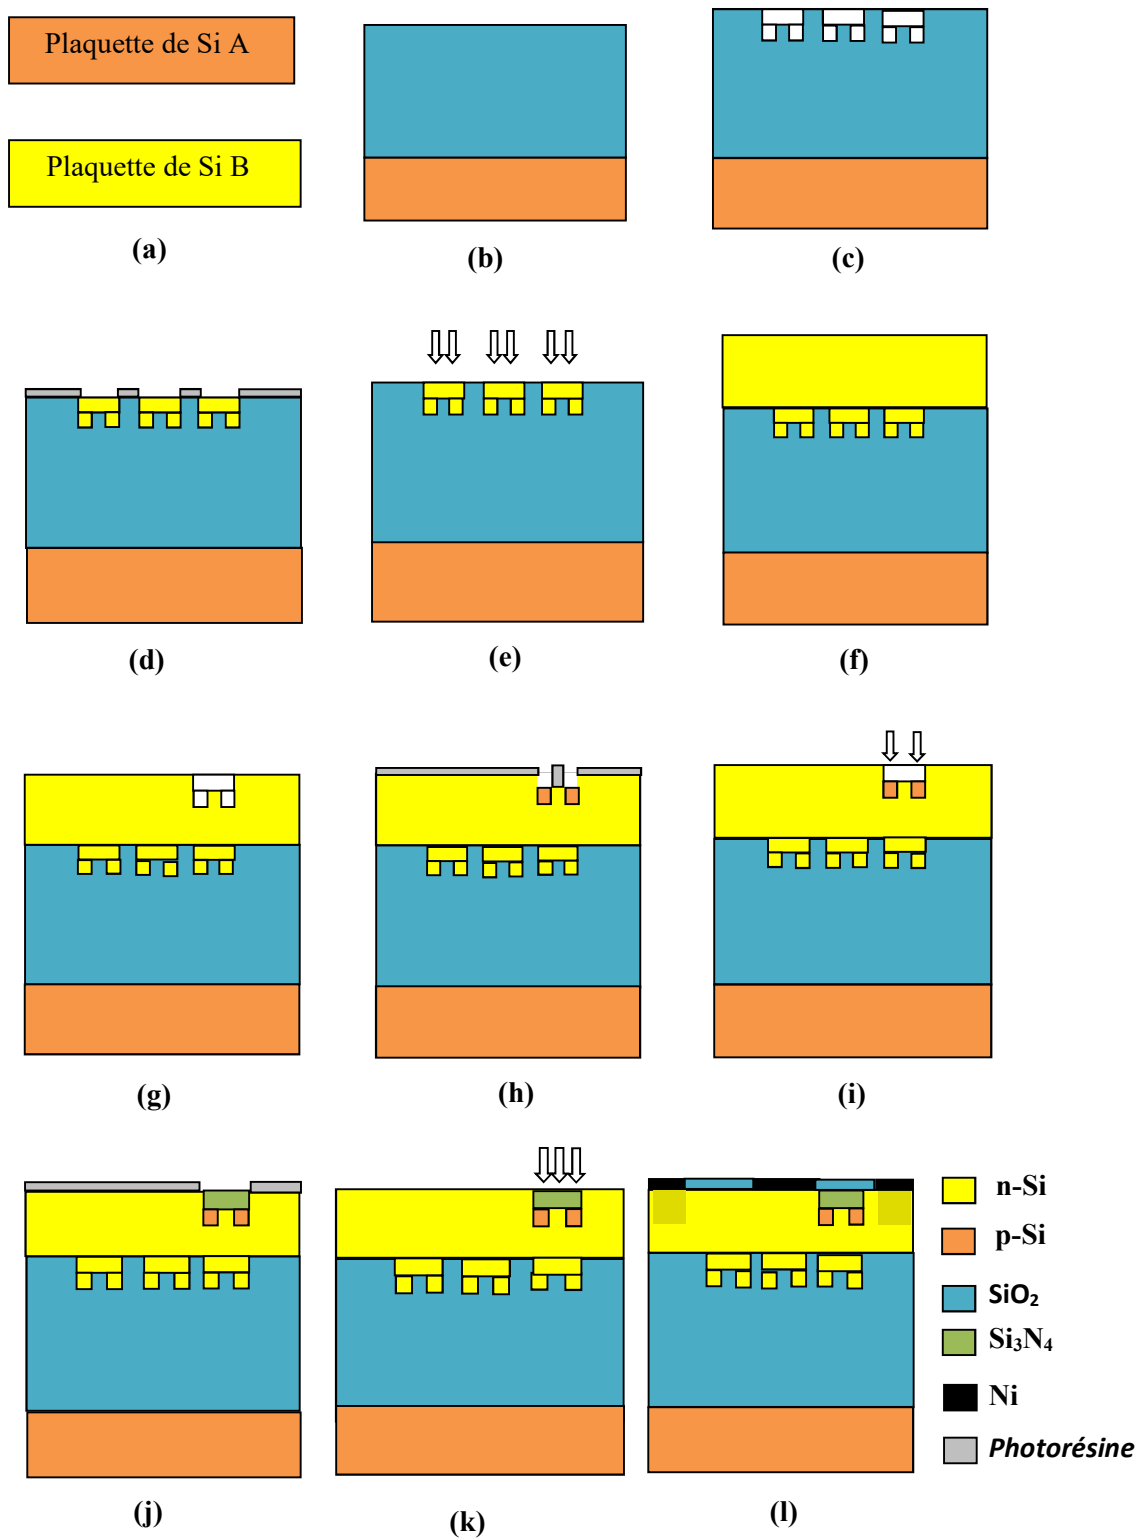 Plaquette de Si A
Plaquette de Si B
(a)
(b)
(c)
(d)
(e)
(f)
(g)
(h)
(i)
(j)
(k)
(l)
n-Si
p-Si
SiO₂
Si₃N₄
Ni
Photorésine